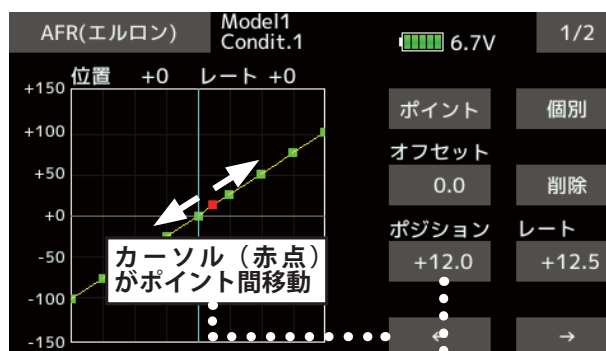 AFR(エルロン)
Model1
Condit.1
6.7V
1/2
位置 +0 レート +0
+150
+100
+50
+0
-50
-100
-150
カーソル（赤点）
がポイント間移動
ポイント
個別
オフセット
0.0
削除
ポジション
レート
+12.0
+12.5
←
→